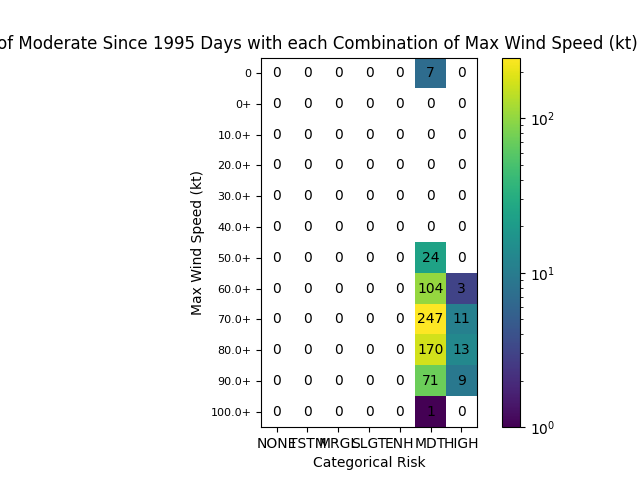 of Moderate Since 1995 Days with each Combination of Max Wind Speed (kt)
0 0 0 0 0 0 7 0
0+ 0 0 0 0 0 0 0
10.0+ 0 0 0 0 0 0 0
20.0+ 0 0 0 0 0 0 0
30.0+ 0 0 0 0 0 0 0
40.0+ 0 0 0 0 0 0 0
50.0+ 0 0 0 0 0 24 0
60.0+ 0 0 0 0 0 104 3
70.0+ 0 0 0 0 0 247 11
80.0+ 0 0 0 0 0 170 13
90.0+ 0 0 0 0 0 71 9
100.0+ 0 0 0 0 0 1 0
NONE TSTM MRGL SLGT ENH MDT HIGH
Categorical Risk
Max Wind Speed (kt)
10²
10¹
10⁰